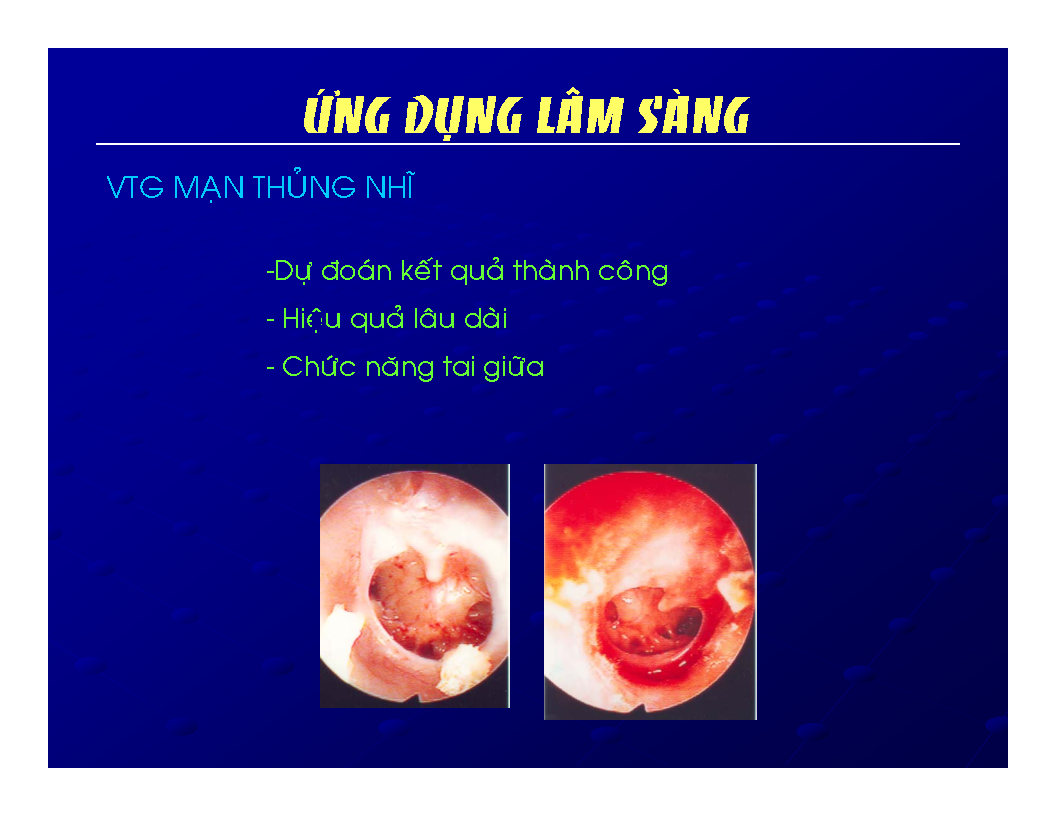 ỨNG DỤNG LÂM SÀNG
VTG MẠN THỦNG NHĨ
-Dự đoán kết quả thành công
- Hiệu quả lâu dài
- Chức năng tai giữa